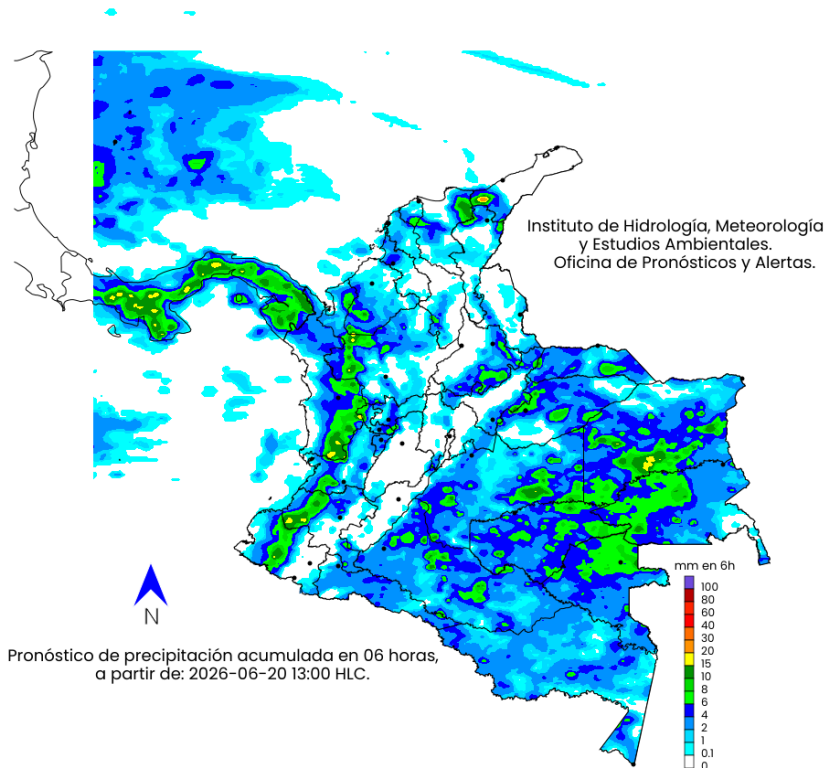 Instituto de Hidrología, Meteorología
y Estudios Ambientales.
Oficina de Pronósticos y Alertas.
mm en 6h
100
80
60
40
30
20
15
10
8
6
4
2
1
0.1
0
N
Pronóstico de precipitación acumulada en 06 horas,
a partir de: 2026-06-20 13:00 HLC.